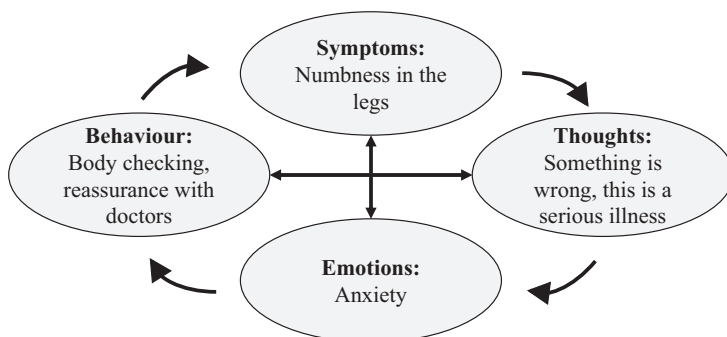 Symptoms:
Numbness in the
legs
Behaviour:
Body checking,
reassurance with
doctors
Thoughts:
Something is
wrong, this is a
serious illness
Emotions:
Anxiety